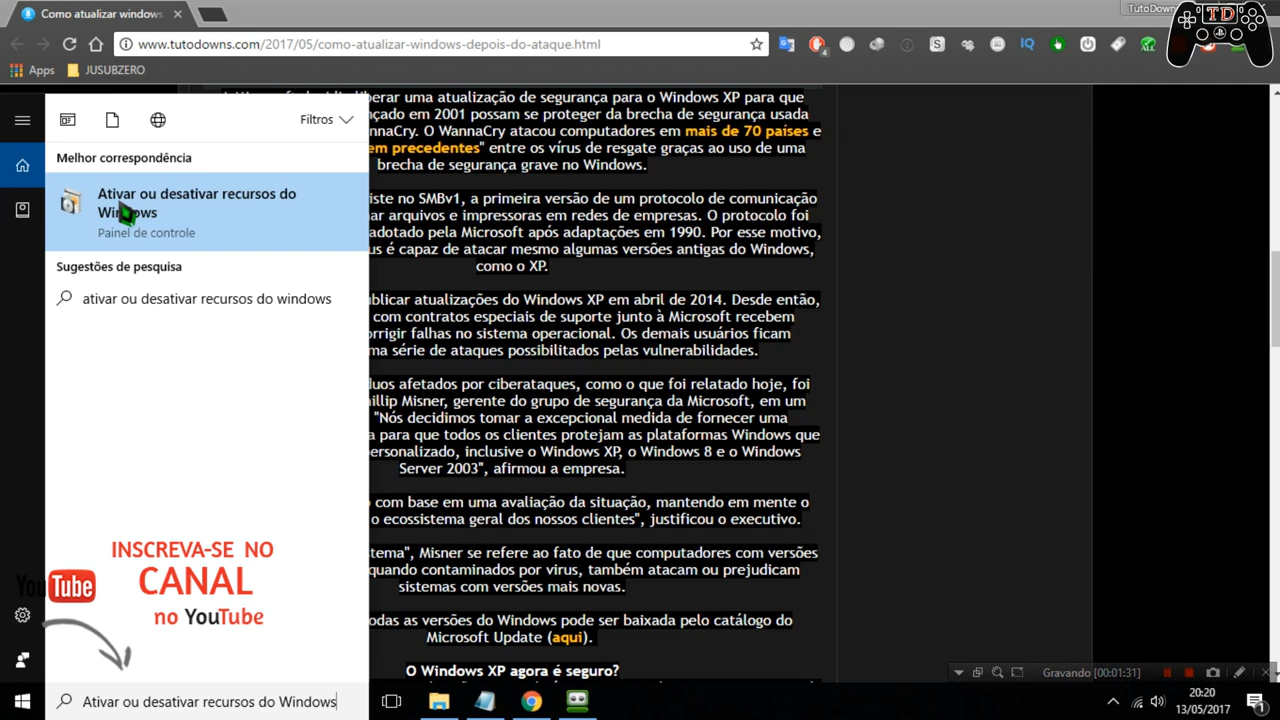 Como atualizar windows
TutoDown
TD
www.tutodowns.com/2017/05/como-atualizar-windows-depois-do-ataque.html
4
S
IQ
Apps
JUSUBZERO
Filtros
Melhor correspondência
Ativar ou desativar recursos do
Windows
Painel de controle
Sugestões de pesquisa
ativar ou desativar recursos do windows
INSCREVA-SE NO
CANAL
no YouTube
YouTube
Ativar ou desativar recursos do Windows
liberar uma atualização de segurança para o Windows XP para que
2001 possam se proteger da brecha de segurança usada
WannaCry. O WannaCry atacou computadores em mais de 70 países e
em precedentes" entre os vírus de resgate graças ao uso de uma
brecha de segurança grave no Windows.
no SMBv1, a primeira versão de um protocolo de comunicação
arquivos e impressoras em redes de empresas. O protocolo foi
adotado pela Microsoft após adaptações em 1990. Por esse motivo,
é capaz de atacar mesmo algumas versões antigas do Windows,
como o XP.
publicar atualizações do Windows XP em abril de 2014. Desde então,
com contratos especiais de suporte junto à Microsoft recebem
corrigir falhas no sistema operacional. Os demais usuários ficam
uma série de ataques possibilitados pelas vulnerabilidades.
afetados por ciberataques, como o que foi relatado hoje, foi
Phillip Misner, gerente do grupo de segurança da Microsoft, em um
"Nós decidimos tomar a excepcional medida de fornecer uma
para que todos os clientes protejam as plataformas Windows que
personalizado, inclusive o Windows XP, o Windows 8 e o Windows
Server 2003", afirmou a empresa.
com base em uma avaliação da situação, mantendo em mente o
o ecossistema geral dos nossos clientes", justificou o executivo.
Misner se refere ao fato de que computadores com versões
quando contaminados por virus, também atacam ou prejudicam
sistemas com versões mais novas.
todas as versões do Windows pode ser baixada pelo catálogo do
Microsoft Update (aqui).
O Windows XP agora é seguro?
Gravando [00:01:31]
20:20
13/05/2017
1